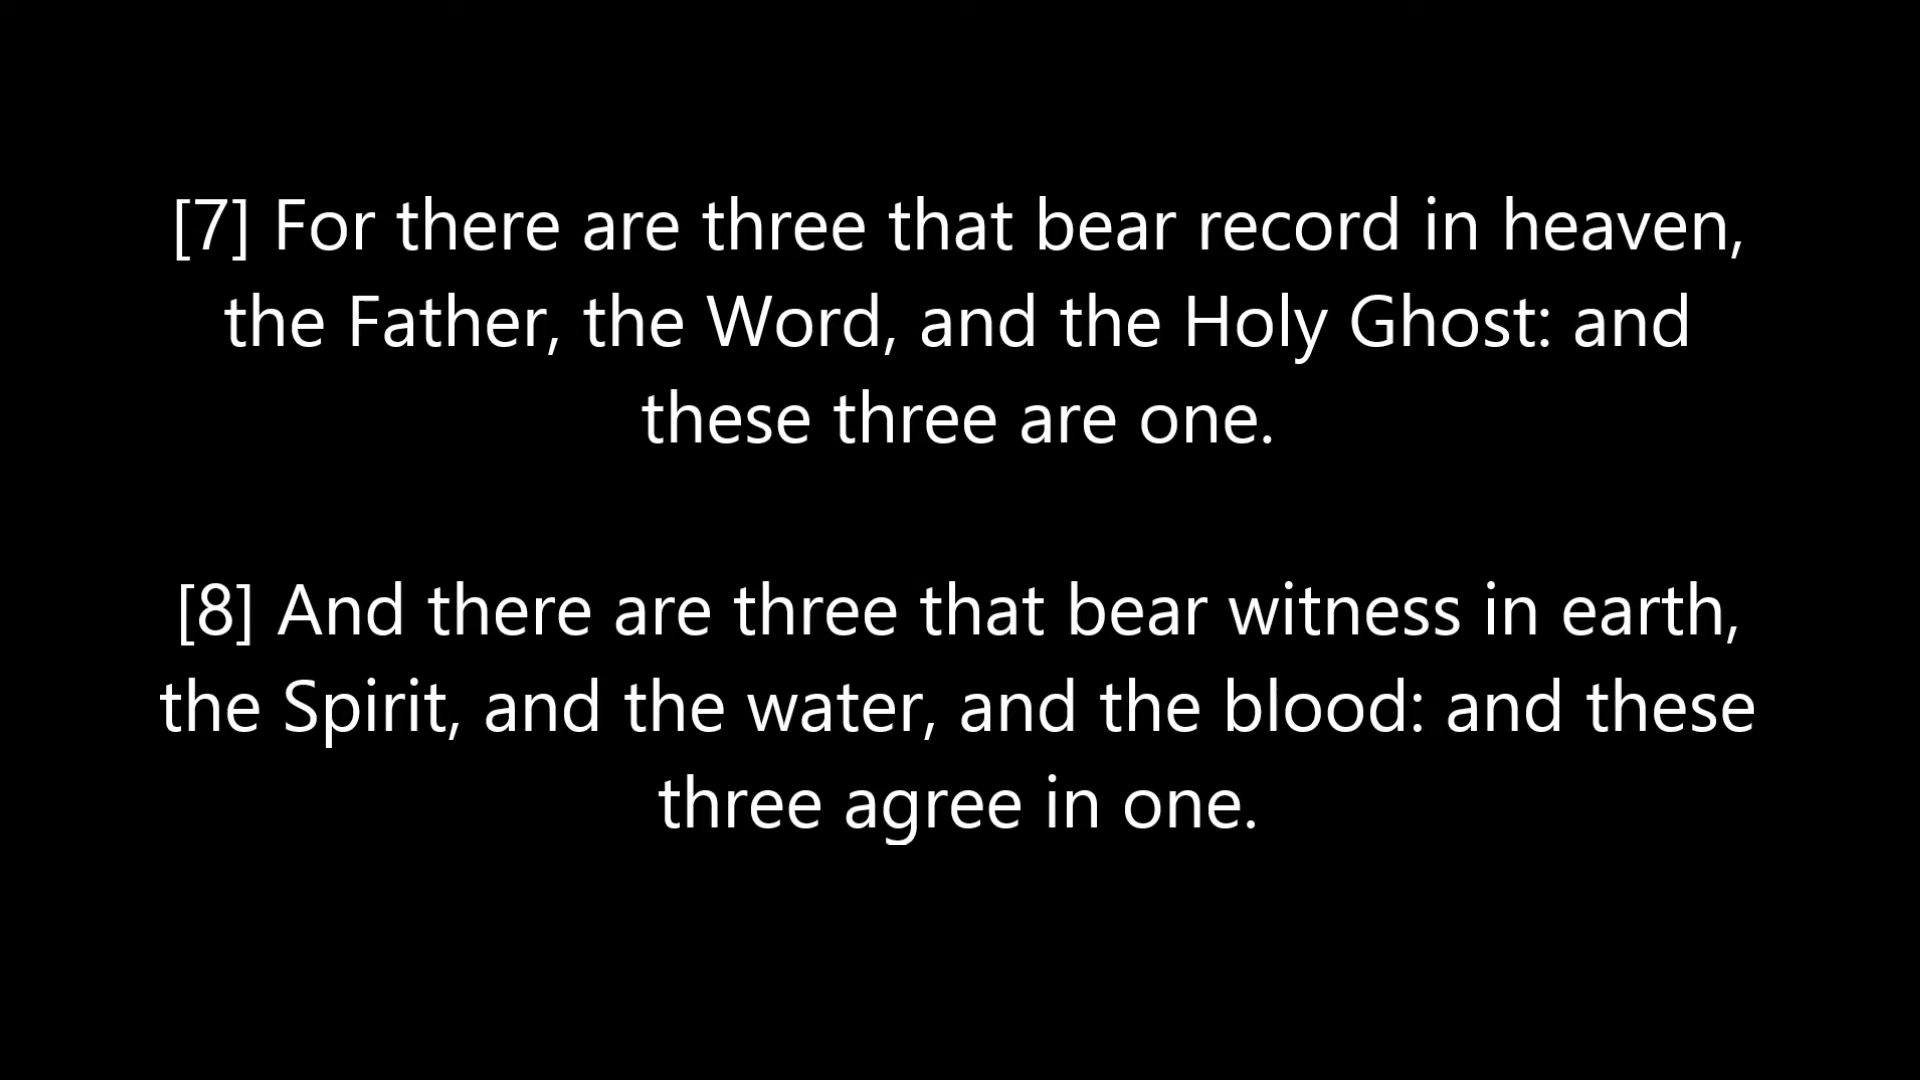 [7] For there are three that bear record in heaven,
the Father, the Word, and the Holy Ghost: and
these three are one.
[8] And there are three that bear witness in earth,
the Spirit, and the water, and the blood: and these
three agree in one.